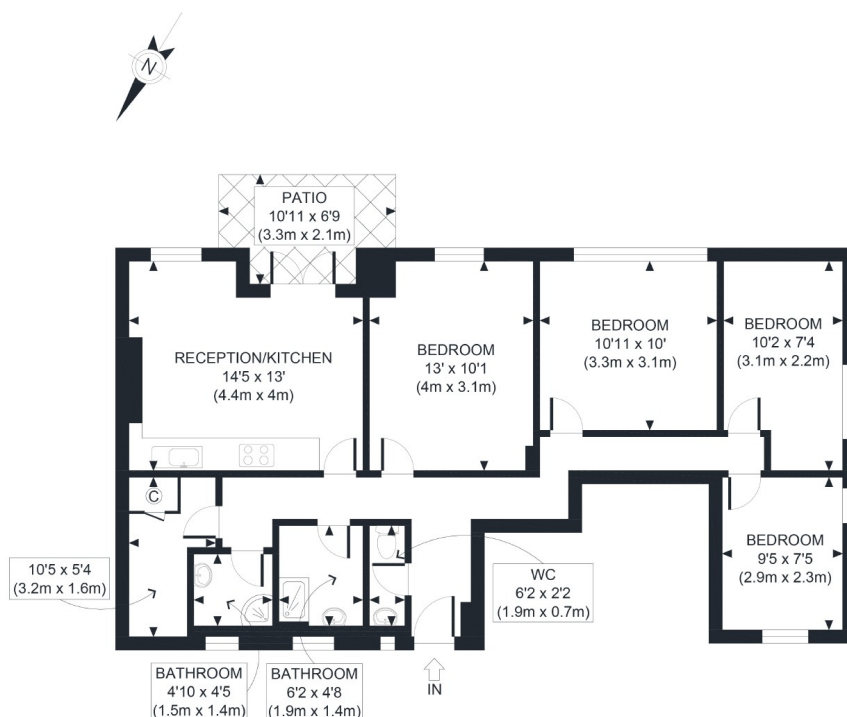 N
PATIO
10'11 x 6'9
(3.3m x 2.1m)
RECEPTION/KITCHEN
14'5 x 13'
(4.4m x 4m)
BEDROOM
13' x 10'1
(4m x 3.1m)
BEDROOM
10'11 x 10'
(3.3m x 3.1m)
BEDROOM
10'2 x 7'4
(3.1m x 2.2m)
C
10'5 x 5'4
(3.2m x 1.6m)
WC
6'2 x 2'2
(1.9m x 0.7m)
BEDROOM
9'5 x 7'5
(2.9m x 2.3m)
BATHROOM
4'10 x 4'5
(1.5m x 1.4m)
BATHROOM
6'2 x 4'8
(1.9m x 1.4m)
IN